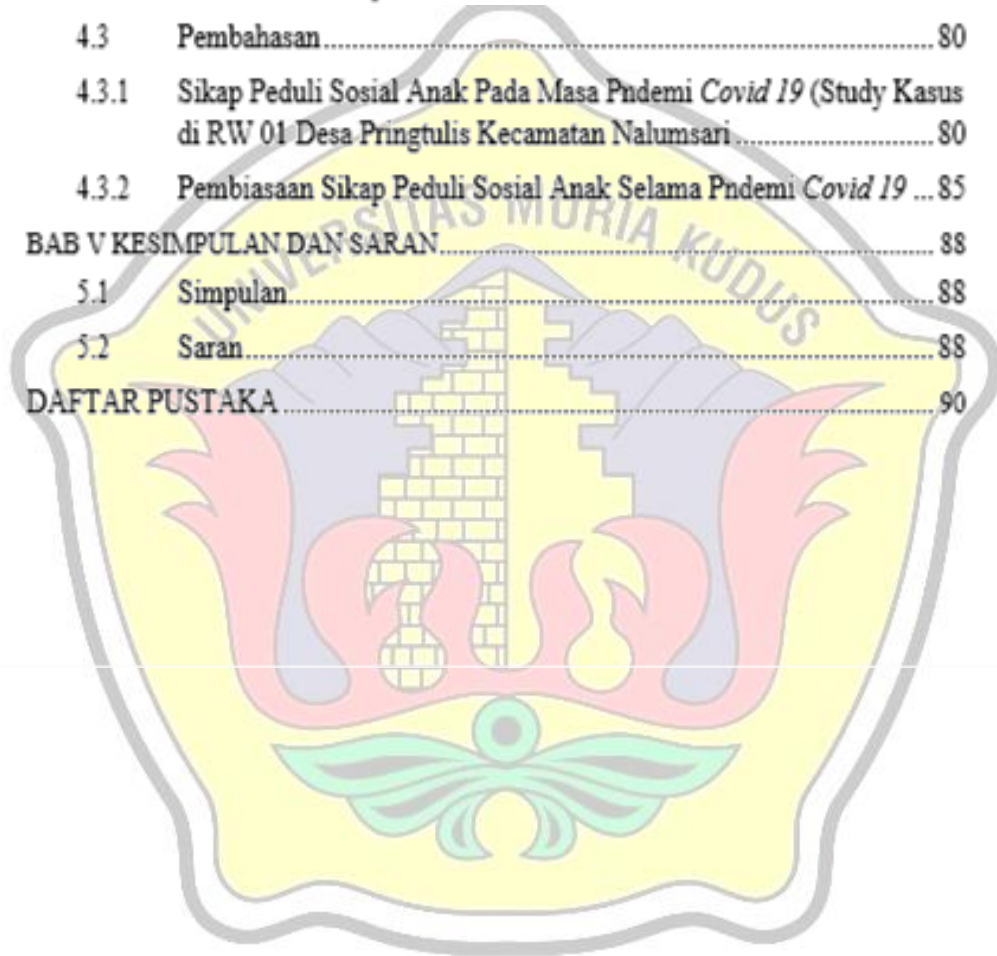 4.3 Pembahasan 80
4.3.1 Sikap Peduli Sosial Anak Pada Masa Pndemi Covid 19 (Study Kasus
di RW 01 Desa Pringtulis Kecamatan Nalumsari 80
4.3.2 Pembiasaan Sikap Peduli Sosial Anak Selama Pndemi Covid 19 ... 85
BAB V KESIMPULAN DAN SARAN 88
5.1 Simpulan 88
5.2 Saran 88
DAFTAR PUSTAKA 90
UNIVERSITAS MURIA KUDUS